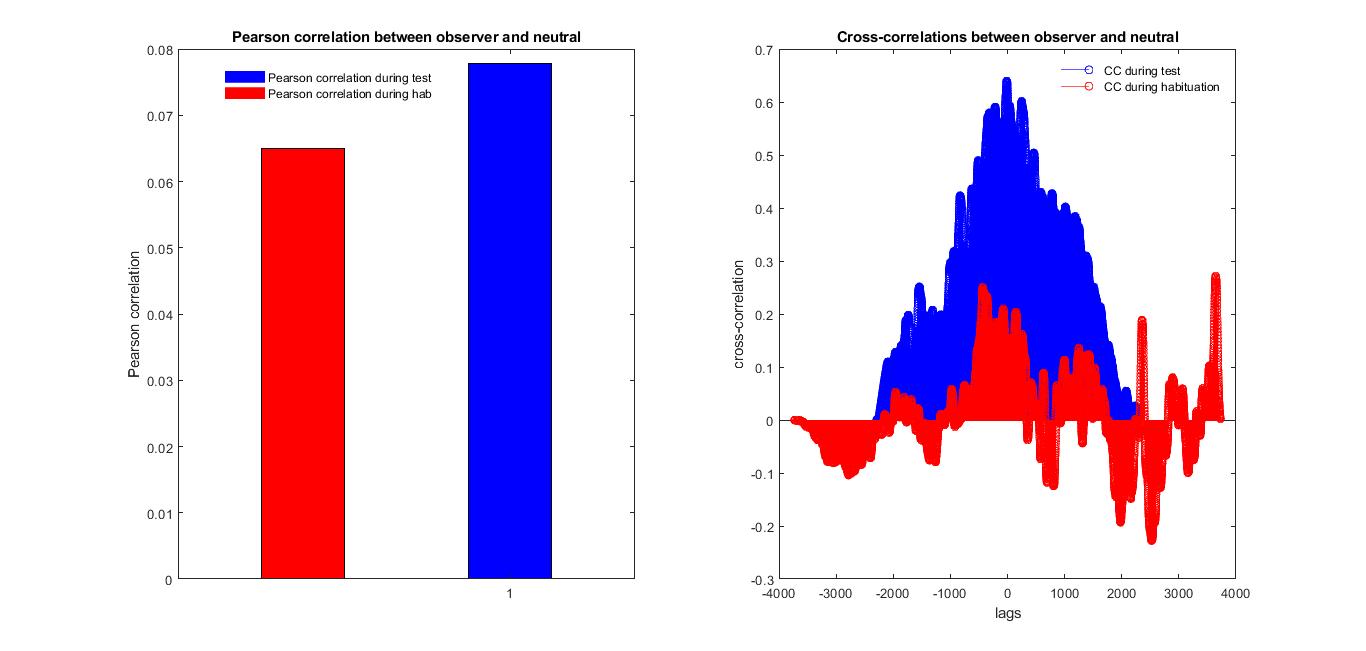 Pearson correlation between observer and neutral
0.08
0.07
0.06
0.05
0.04
0.03
0.02
0.01
0
Pearson correlation
Pearson correlation during test
Pearson correlation during hab
1
Cross-correlations between observer and neutral
0.7
0.6
0.5
0.4
0.3
0.2
0.1
0
-0.1
-0.2
-0.3
cross-correlation
CC during test
CC during habituation
-4000 -3000 -2000 -1000 0 1000 2000 3000 4000
lags